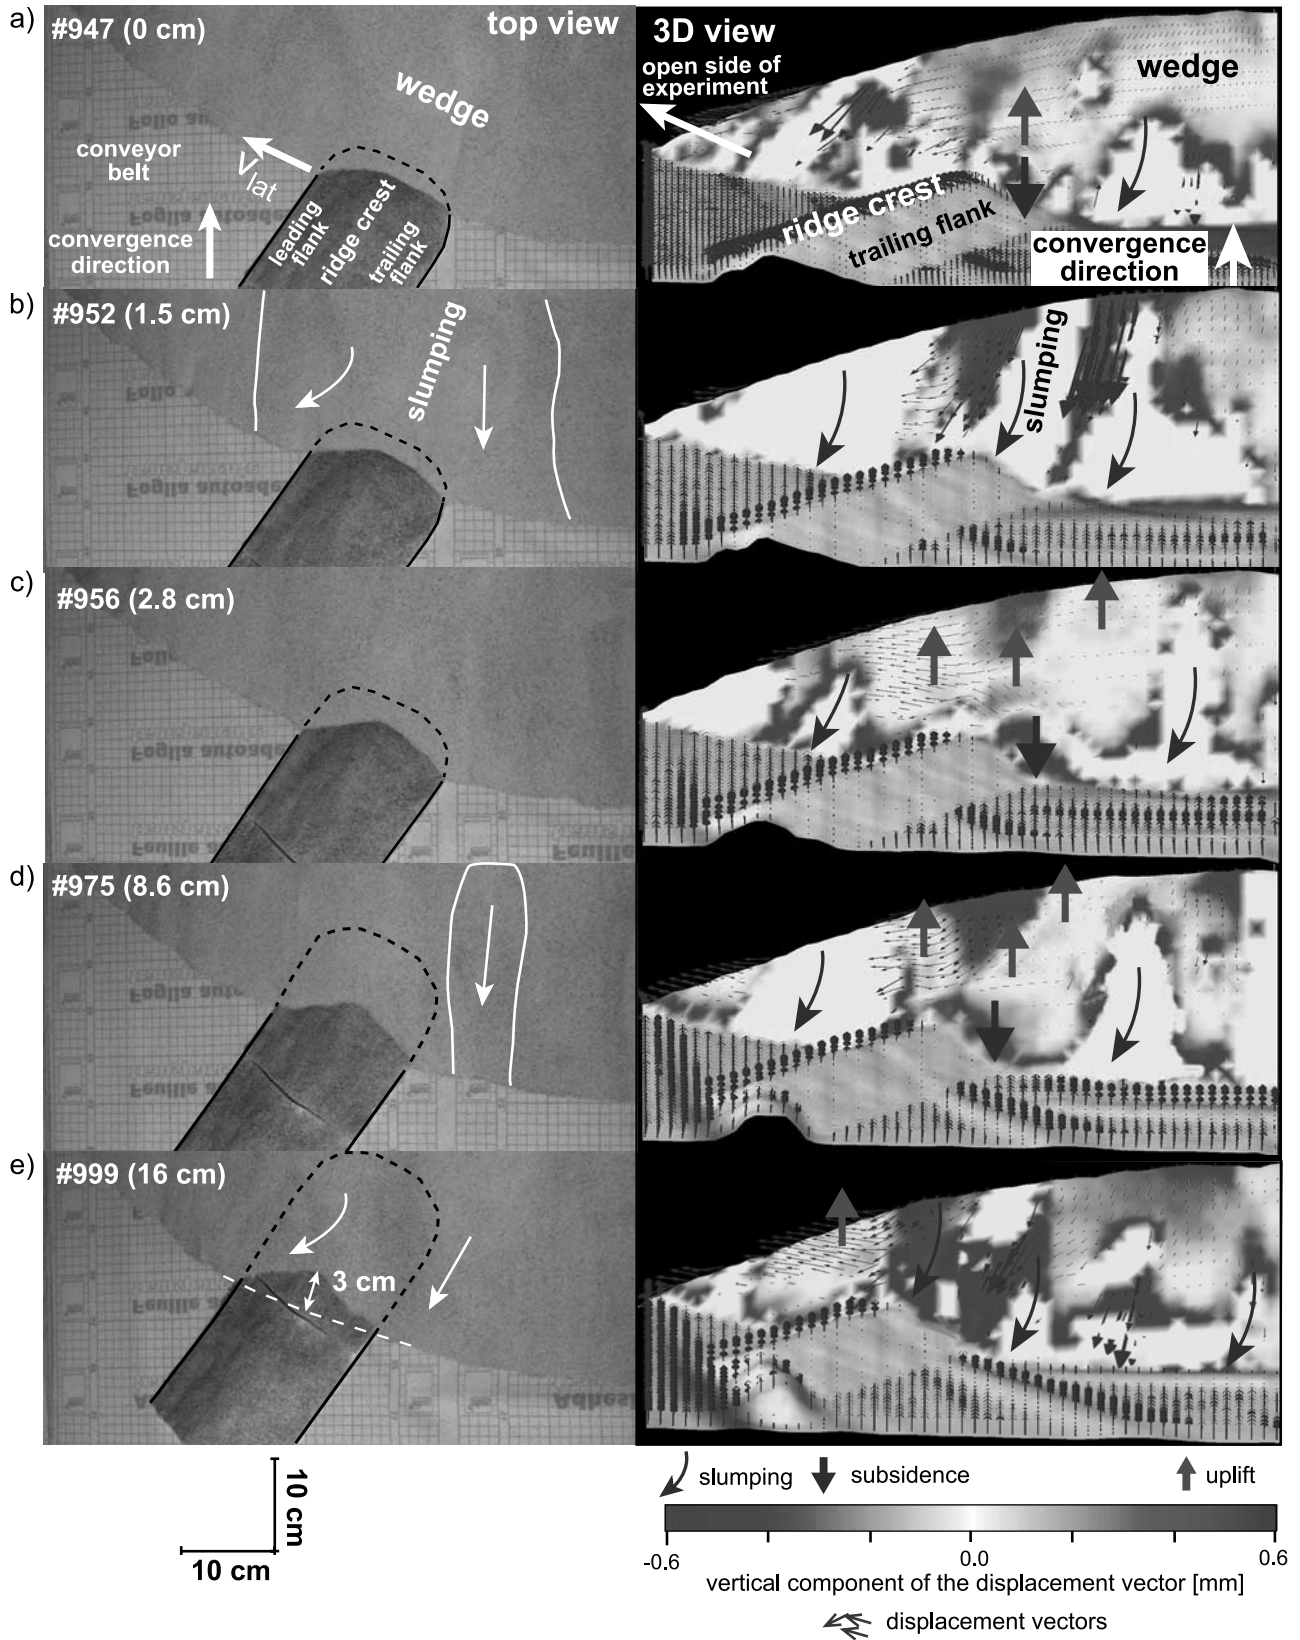 a)
#947 (0 cm)
top view
wedge
conveyor
belt
Vlat
convergence
direction
leading
flank
ridge crest
trailing
flank
3D view
open side of
experiment
wedge
ridge crest
trailing flank
convergence
direction
b)
#952 (1.5 cm)
slumping
slumping
c)
#956 (2.8 cm)
d)
#975 (8.6 cm)
e)
#999 (16 cm)
3 cm
10 cm
10 cm
slumping
subsidence
uplift
-0.6
0.0
0.6
vertical component of the displacement vector [mm]
displacement vectors